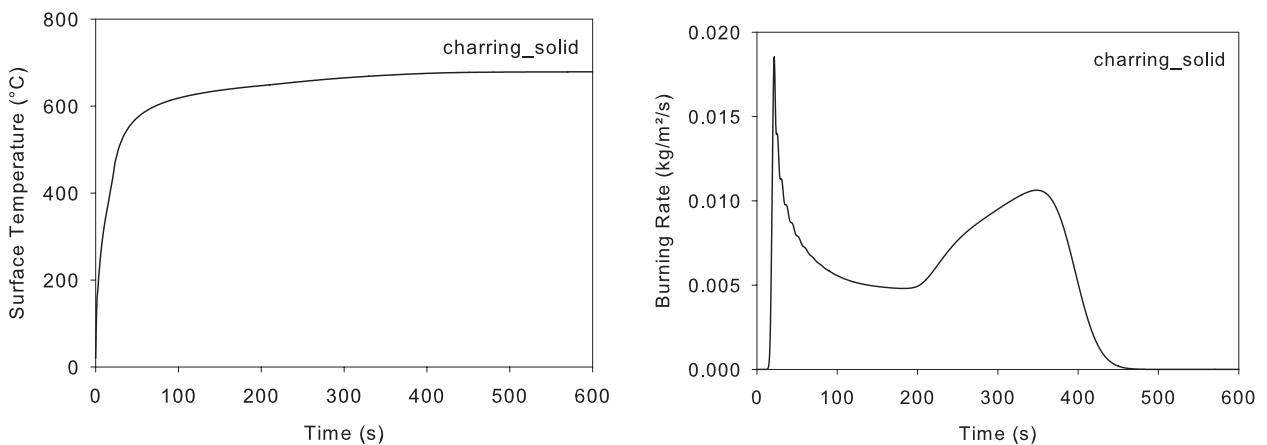 800
600
400
200
0
Surface Temperature (°C)
charring_solid
0 100 200 300 400 500 600
Time (s)
0.020
0.015
0.010
0.005
0.000
Burning Rate (kg/m²/s)
charring_solid
0 100 200 300 400 500 600
Time (s)